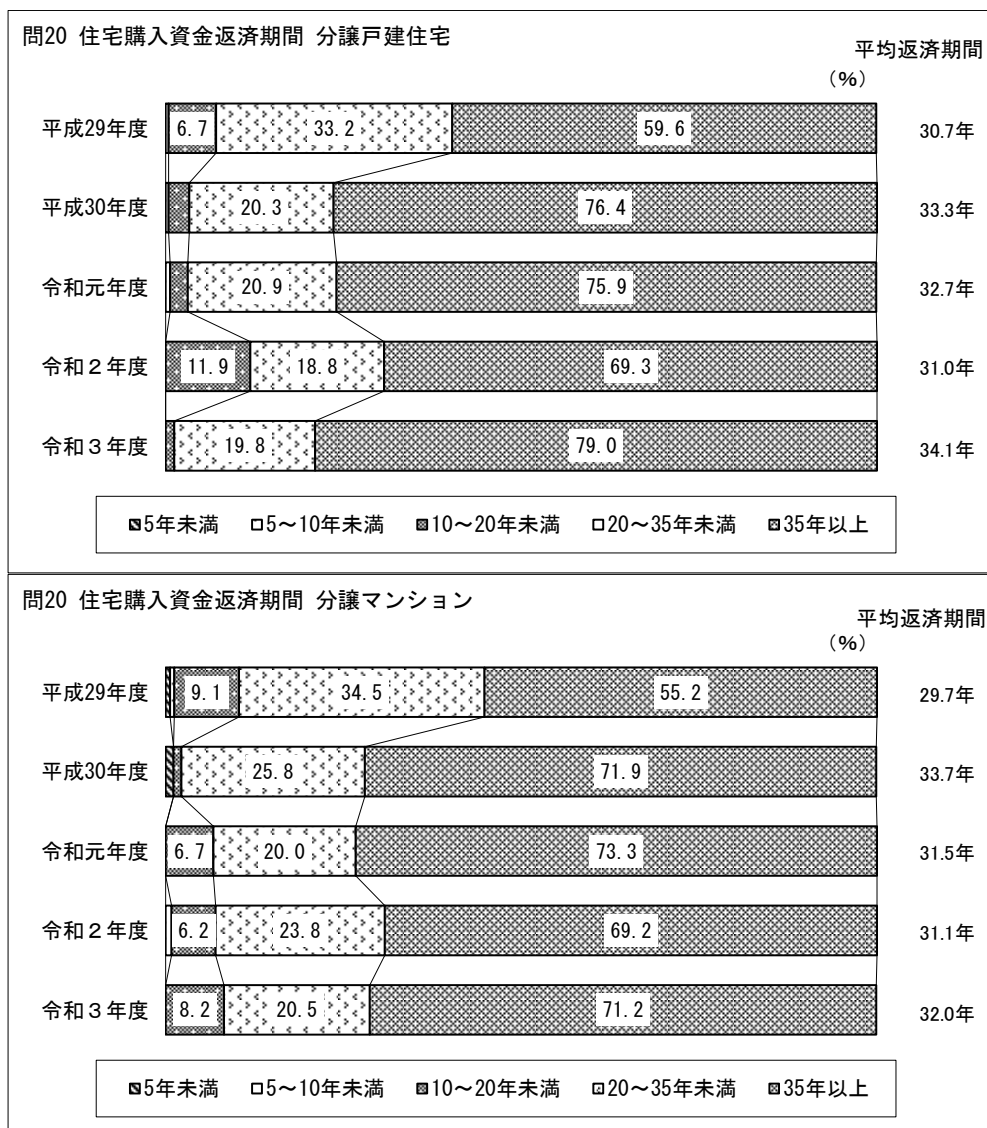 問20 住宅購入資金返済期間 分譲戸建住宅
平均返済期間
(%)
平成29年度 6.7 33.2 59.6 30.7年
平成30年度 20.3 76.4 33.3年
令和元年度 20.9 75.9 32.7年
令和２年度 11.9 18.8 69.3 31.0年
令和３年度 19.8 79.0 34.1年
5年未満 5～10年未満 10～20年未満 20～35年未満 35年以上
問20 住宅購入資金返済期間 分譲マンション
平均返済期間
(%)
平成29年度 9.1 34.5 55.2 29.7年
平成30年度 25.8 71.9 33.7年
令和元年度 6.7 20.0 73.3 31.5年
令和２年度 6.2 23.8 69.2 31.1年
令和３年度 8.2 20.5 71.2 32.0年
5年未満 5～10年未満 10～20年未満 20～35年未満 35年以上